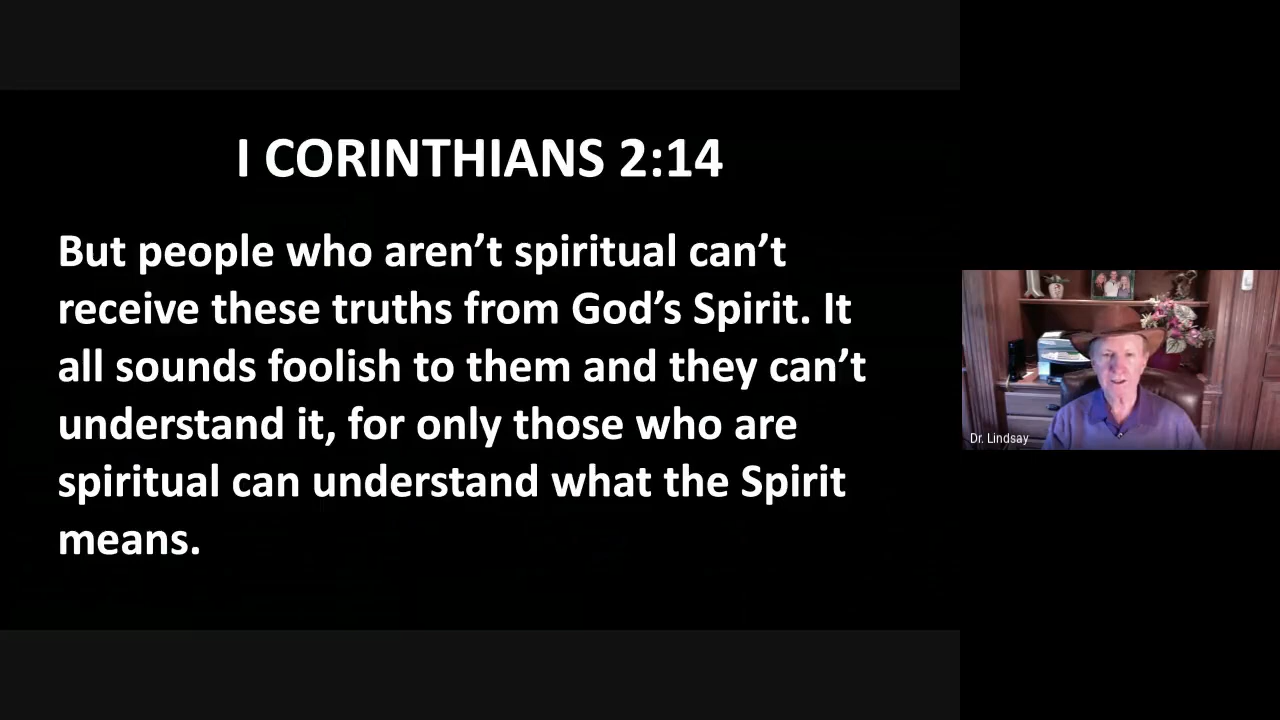 I CORINTHIANS 2:14
But people who aren’t spiritual can’t
receive these truths from God’s Spirit. It
all sounds foolish to them and they can’t
understand it, for only those who are
spiritual can understand what the Spirit
means.
Dr. Lindsay